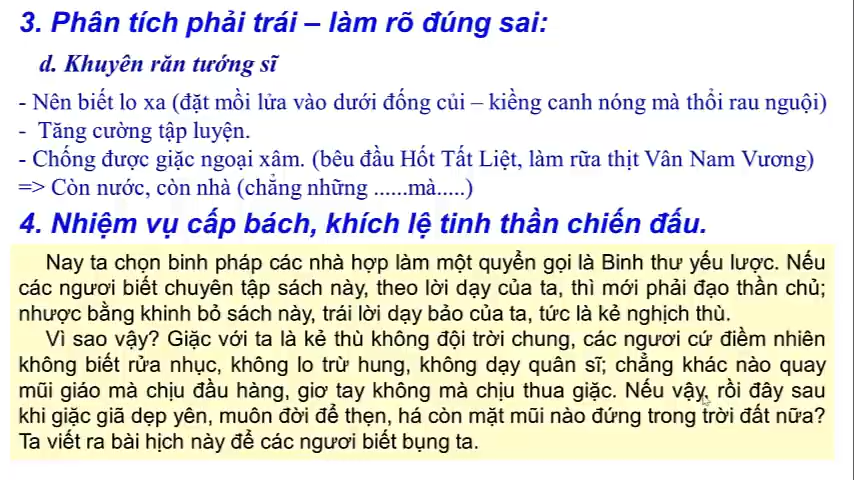 3. Phân tích phải trái – làm rõ đúng sai:
d. Khuyên răn tướng sĩ
- Nên biết lo xa (đặt mồi lửa vào dưới đống củi – kiềng canh nóng mà thổi rau nguội)
- Tăng cường tập luyện.
- Chống được giặc ngoại xâm. (bêu đầu Hốt Tất Liệt, làm rữa thịt Vân Nam Vương)
=> Còn nước, còn nhà (chẳng những ......mà.....)
4. Nhiệm vụ cấp bách, khích lệ tinh thần chiến đấu.
Nay ta chọn binh pháp các nhà hợp làm một quyển gọi là Binh thư yếu lược. Nếu
các ngươi biết chuyên tập sách này, theo lời dạy của ta, thì mới phải đạo thần chủ;
nhược bằng khinh bỏ sách này, trái lời dạy bảo của ta, tức là kẻ nghịch thù.
Vì sao vậy? Giặc với ta là kẻ thù không đội trời chung, các ngươi cứ điềm nhiên
không biết rửa nhục, không lo trừ hung, không dạy quân sĩ; chẳng khác nào quay
mũi giáo mà chịu đầu hàng, giơ tay không mà chịu thua giặc. Nếu vậy, rồi đây sau
khi giặc giã dẹp yên, muôn đời để thẹn, há còn mặt mũi nào đứng trong trời đất nữa?
Ta viết ra bài hịch này để các ngươi biết bụng ta.